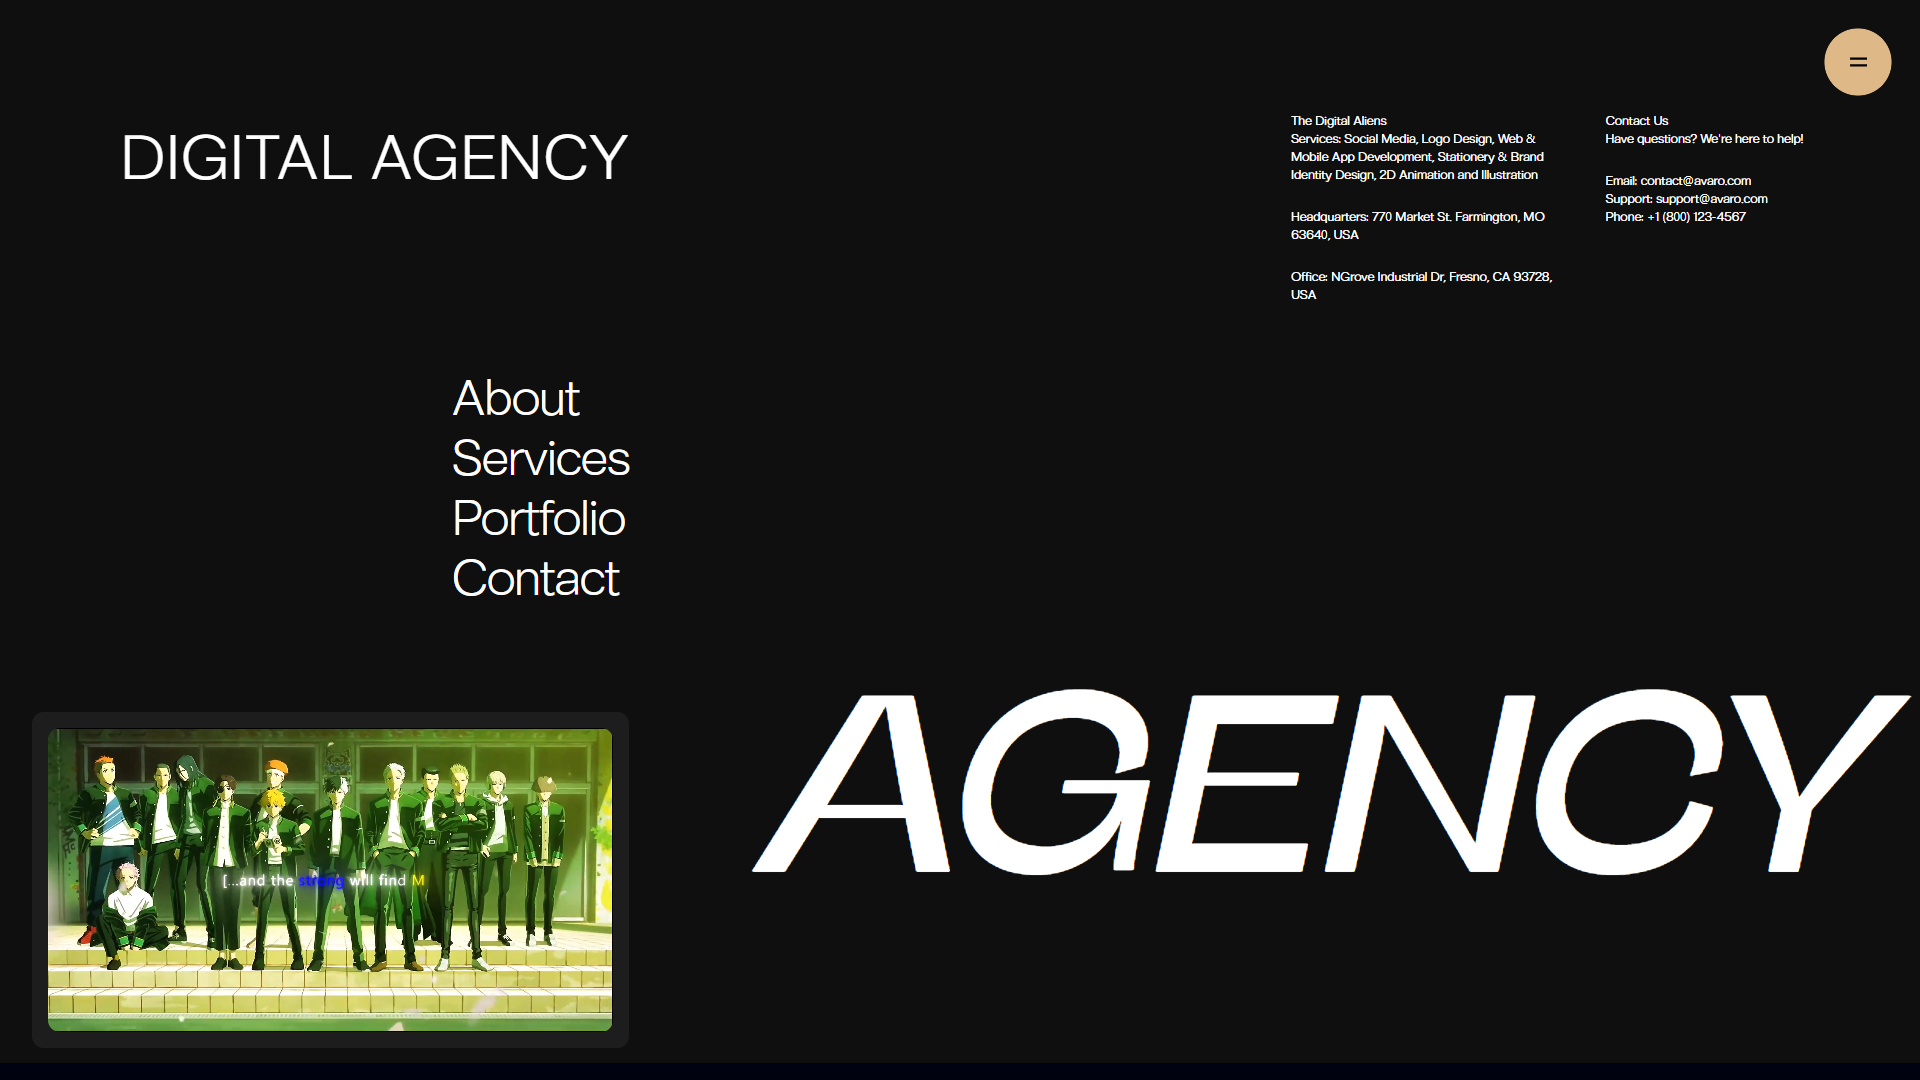 DIGITAL AGENCY
The Digital Aliens
Services: Social Media, Logo Design, Web &
Mobile App Development, Stationery & Brand
Identity Design, 2D Animation and Illustration
Headquarters: 770 Market St. Farmington, MO
63640, USA
Office: NGrove Industrial Dr, Fresno, CA 93728,
USA
Contact Us
Have questions? We're here to help!
Email: contact@avaro.com
Support: support@avaro.com
Phone: +1 (800) 123-4567
About
Services
Portfolio
Contact
[...and the strong will find M
AGENCY